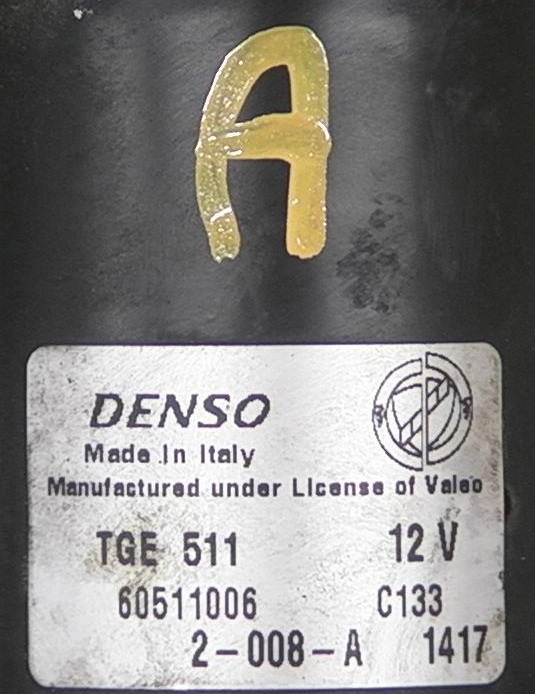 A
DENSO
Made In Italy
Manufactured under License of Valeo
TGE 511 12 V
60511006 C133
2-008-A 1417